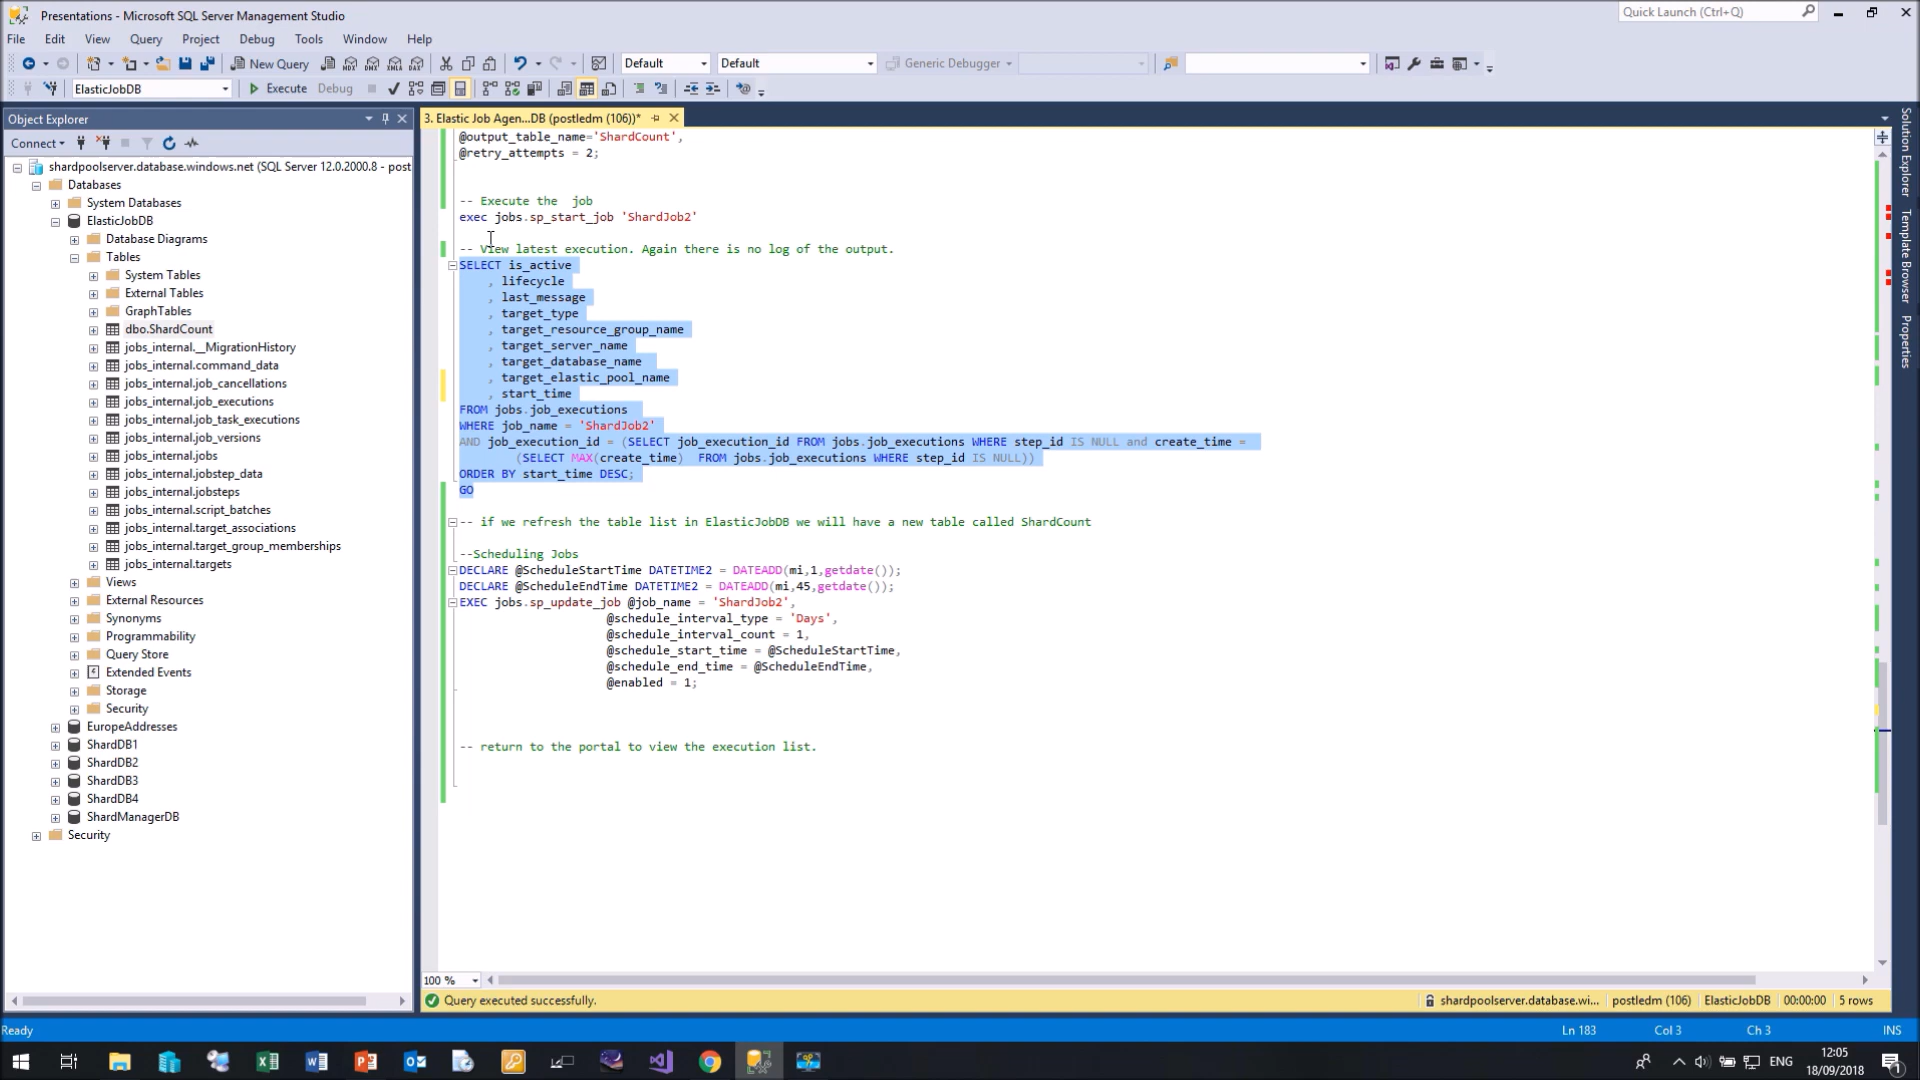 Presentations - Microsoft SQL Server Management Studio
Quick Launch (Ctrl+Q)
File Edit View Query Project Debug Tools Window Help
New Query
Default
Default
Generic Debugger
ElasticJobDB
Execute
Debug
Object Explorer
Connect
shardpoolserver.database.windows.net (SQL Server 12.0.2000.8 - post
Databases
System Databases
ElasticJobDB
Database Diagrams
Tables
System Tables
External Tables
GraphTables
dbo.ShardCount
jobs_internal.__MigrationHistory
jobs_internal.command_data
jobs_internal.job_cancellations
jobs_internal.job_executions
jobs_internal.job_task_executions
jobs_internal.job_versions
jobs_internal.jobs
jobs_internal.jobstep_data
jobs_internal.jobsteps
jobs_internal.script_batches
jobs_internal.target_associations
jobs_internal.target_group_memberships
jobs_internal.targets
Views
External Resources
Synonyms
Programmability
Query Store
Extended Events
Storage
Security
EuropeAddresses
ShardDB1
ShardDB2
ShardDB3
ShardDB4
ShardManagerDB
Security
3. Elastic Job Agen...DB (postledm (106))*
@output_table_name='ShardCount',
@retry_attempts = 2;
-- Execute the  job
exec jobs.sp_start_job 'ShardJob2'
-- View latest execution. Again there is no log of the output.
SELECT is_active
, lifecycle
, last_message
, target_type
, target_resource_group_name
, target_server_name
, target_database_name
, target_elastic_pool_name
, start_time
FROM jobs.job_executions
WHERE job_name = 'ShardJob2'
AND job_execution_id = (SELECT job_execution_id FROM jobs.job_executions WHERE step_id IS NULL and create_time =
(SELECT MAX(create_time)  FROM jobs.job_executions WHERE step_id IS NULL))
ORDER BY start_time DESC;
GO
-- if we refresh the table list in ElasticJobDB we will have a new table called ShardCount
--Scheduling Jobs
DECLARE @ScheduleStartTime DATETIME2 = DATEADD(mi,1,getdate());
DECLARE @ScheduleEndTime DATETIME2 = DATEADD(mi,45,getdate());
EXEC jobs.sp_update_job @job_name = 'ShardJob2',
@schedule_interval_type = 'Days',
@schedule_interval_count = 1,
@schedule_start_time = @ScheduleStartTime,
@schedule_end_time = @ScheduleEndTime,
@enabled = 1;
-- return to the portal to view the execution list.
100 %
Query executed successfully.
shardpoolserver.database.wi... postledm (106) ElasticJobDB 00:00:00 5 rows
Solution Explorer
Template Browser
Properties
Ready
Ln 183 Col 3 Ch 3 INS
ENG
12:05
18/09/2018
1